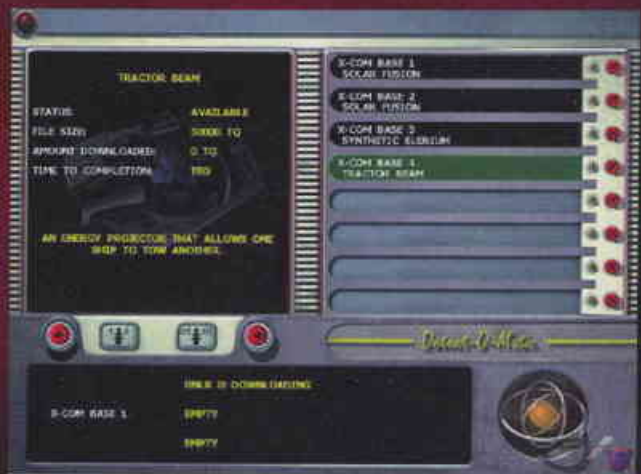 TRACTOR BEAM
STATUS: AVAILABLE
FILE SIZE: TQ
AMOUNT DOWNLOADED: 0 TQ
TIME TO COMPLETION:
AN ENERGY PROJECTOR THAT ALLOWS ONE
SHIP TO TOW ANOTHER.
X-COM BASE 1
SOLAR FUSION
X-COM BASE 2
SOLAR FUSION
X-COM BASE 3
SYNTHETIC ELERIUM
X-COM BASE 4
TRACTOR BEAM
IS DOWNLOADING
X-COM BASE 1 EMPTY
EMPTY